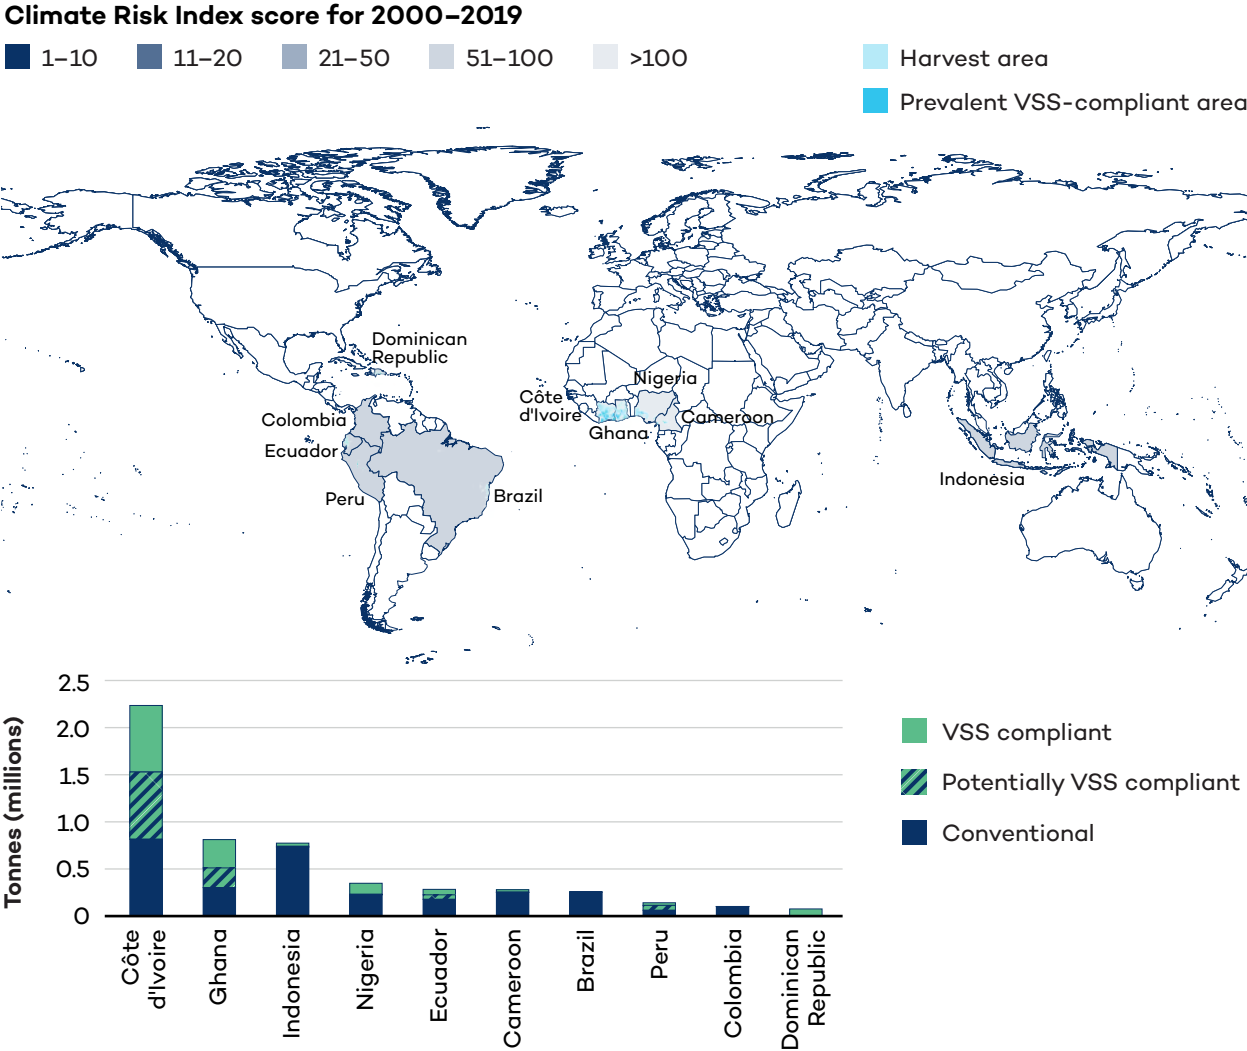 Climate Risk Index score for 2000–2019
1–10
11–20
21–50
51–100
>100
Harvest area
Prevalent VSS-compliant area
Dominican
Republic
Nigeria
Côte
d'Ivoire
Cameroon
Colombia
Ghana
Ecuador
Indonesia
Peru
Brazil
Tonnes (millions)
2.5
2.0
1.5
1.0
0.5
0
Côte
d'Ivoire
Ghana
Indonesia
Nigeria
Ecuador
Cameroon
Brazil
Peru
Colombia
Dominican
Republic
VSS compliant
Potentially VSS compliant
Conventional